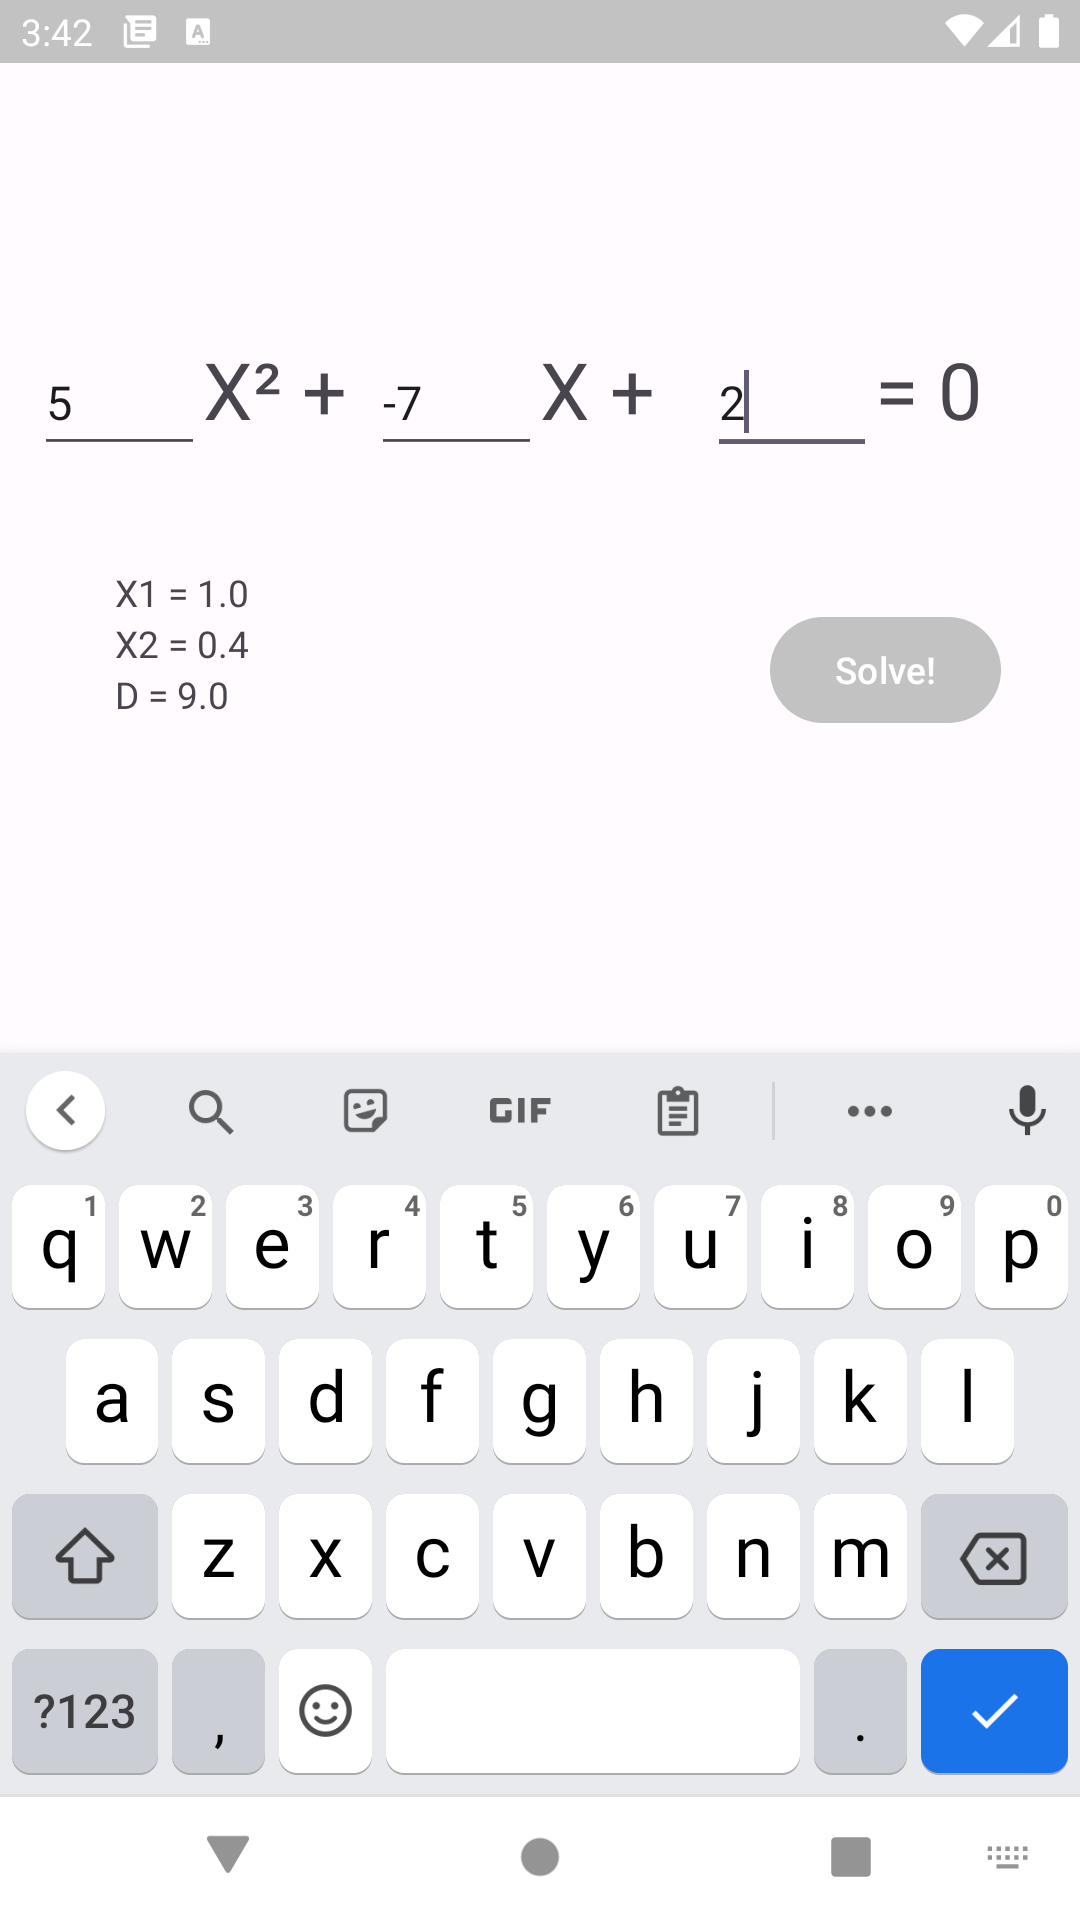 3:42
5 X² + -7 X + 2 = 0
X1 = 1.0
X2 = 0.4
D = 9.0
Solve!
GIF
q 1 w 2 e 3 r 4 t 5 y 6 u 7 i 8 o 9 p 0
a s d f g h j k l
z x c v b n m
?123 , .